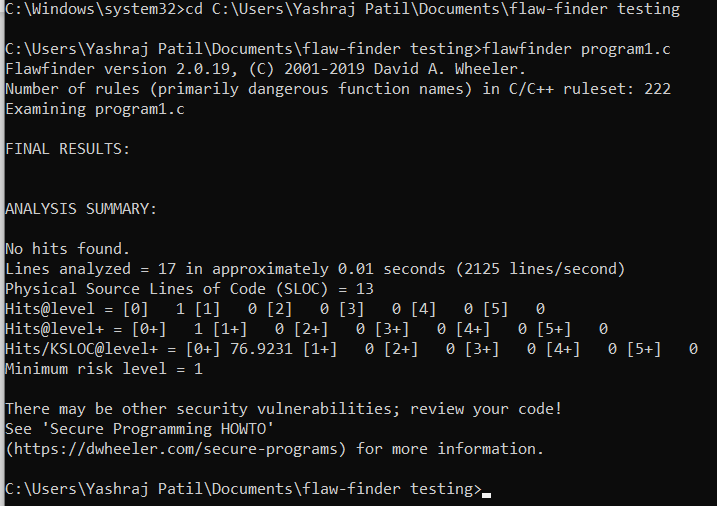 C:\Windows\system32>cd C:\Users\Yashraj Patil\Documents\flaw-finder testing
C:\Users\Yashraj Patil\Documents\flaw-finder testing>flawfinder program1.c
Flawfinder version 2.0.19, (C) 2001-2019 David A. Wheeler.
Number of rules (primarily dangerous function names) in C/C++ ruleset: 222
Examining program1.c
FINAL RESULTS:
ANALYSIS SUMMARY:
No hits found.
Lines analyzed = 17 in approximately 0.01 seconds (2125 lines/second)
Physical Source Lines of Code (SLOC) = 13
Hits@level = [0]   1 [1]   0 [2]   0 [3]   0 [4]   0 [5]   0
Hits@level+ = [0+]   1 [1+]   0 [2+]   0 [3+]   0 [4+]   0 [5+]   0
Hits/KSLOC@level+ = [0+] 76.9231 [1+]   0 [2+]   0 [3+]   0 [4+]   0 [5+]   0
Minimum risk level = 1
There may be other security vulnerabilities; review your code!
See 'Secure Programming HOWTO'
(https://dwheeler.com/secure-programs) for more information.
C:\Users\Yashraj Patil\Documents\flaw-finder testing>